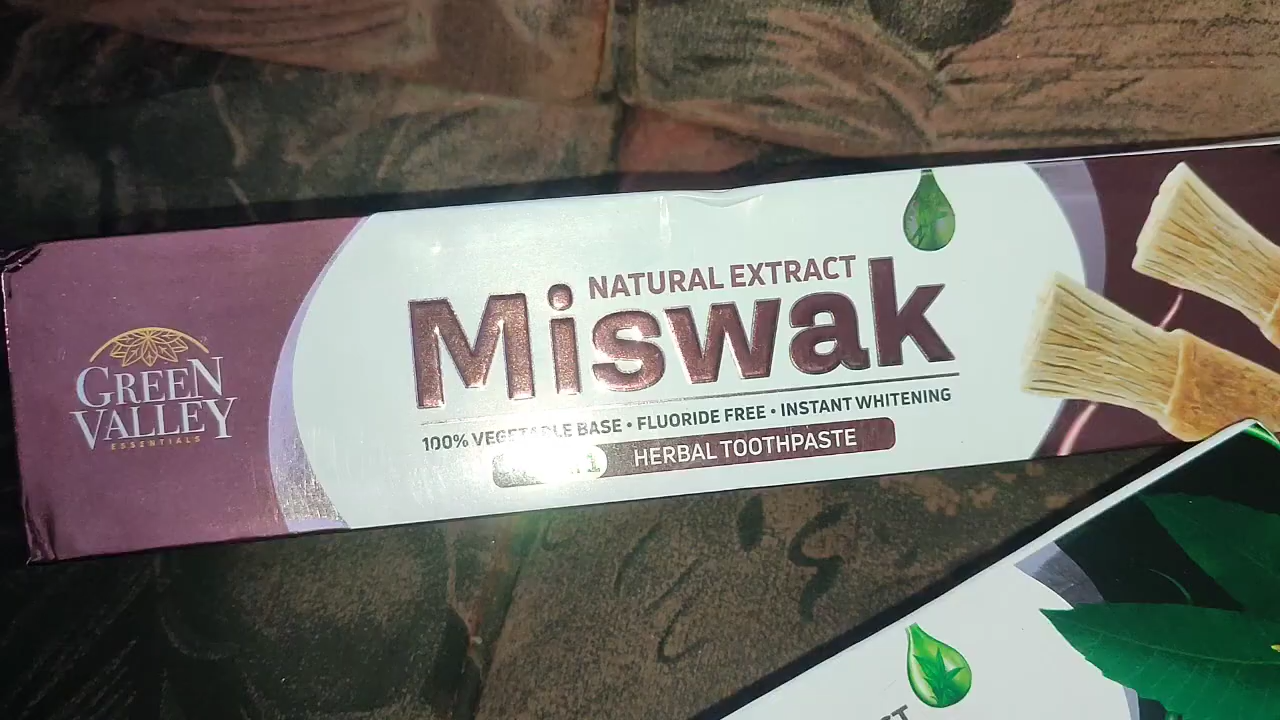 GREEN
VALLEY
ESSENTIALS
NATURAL EXTRACT
Miswak
100% VEGETABLE BASE • FLUORIDE FREE • INSTANT WHITENING
HERBAL TOOTHPASTE